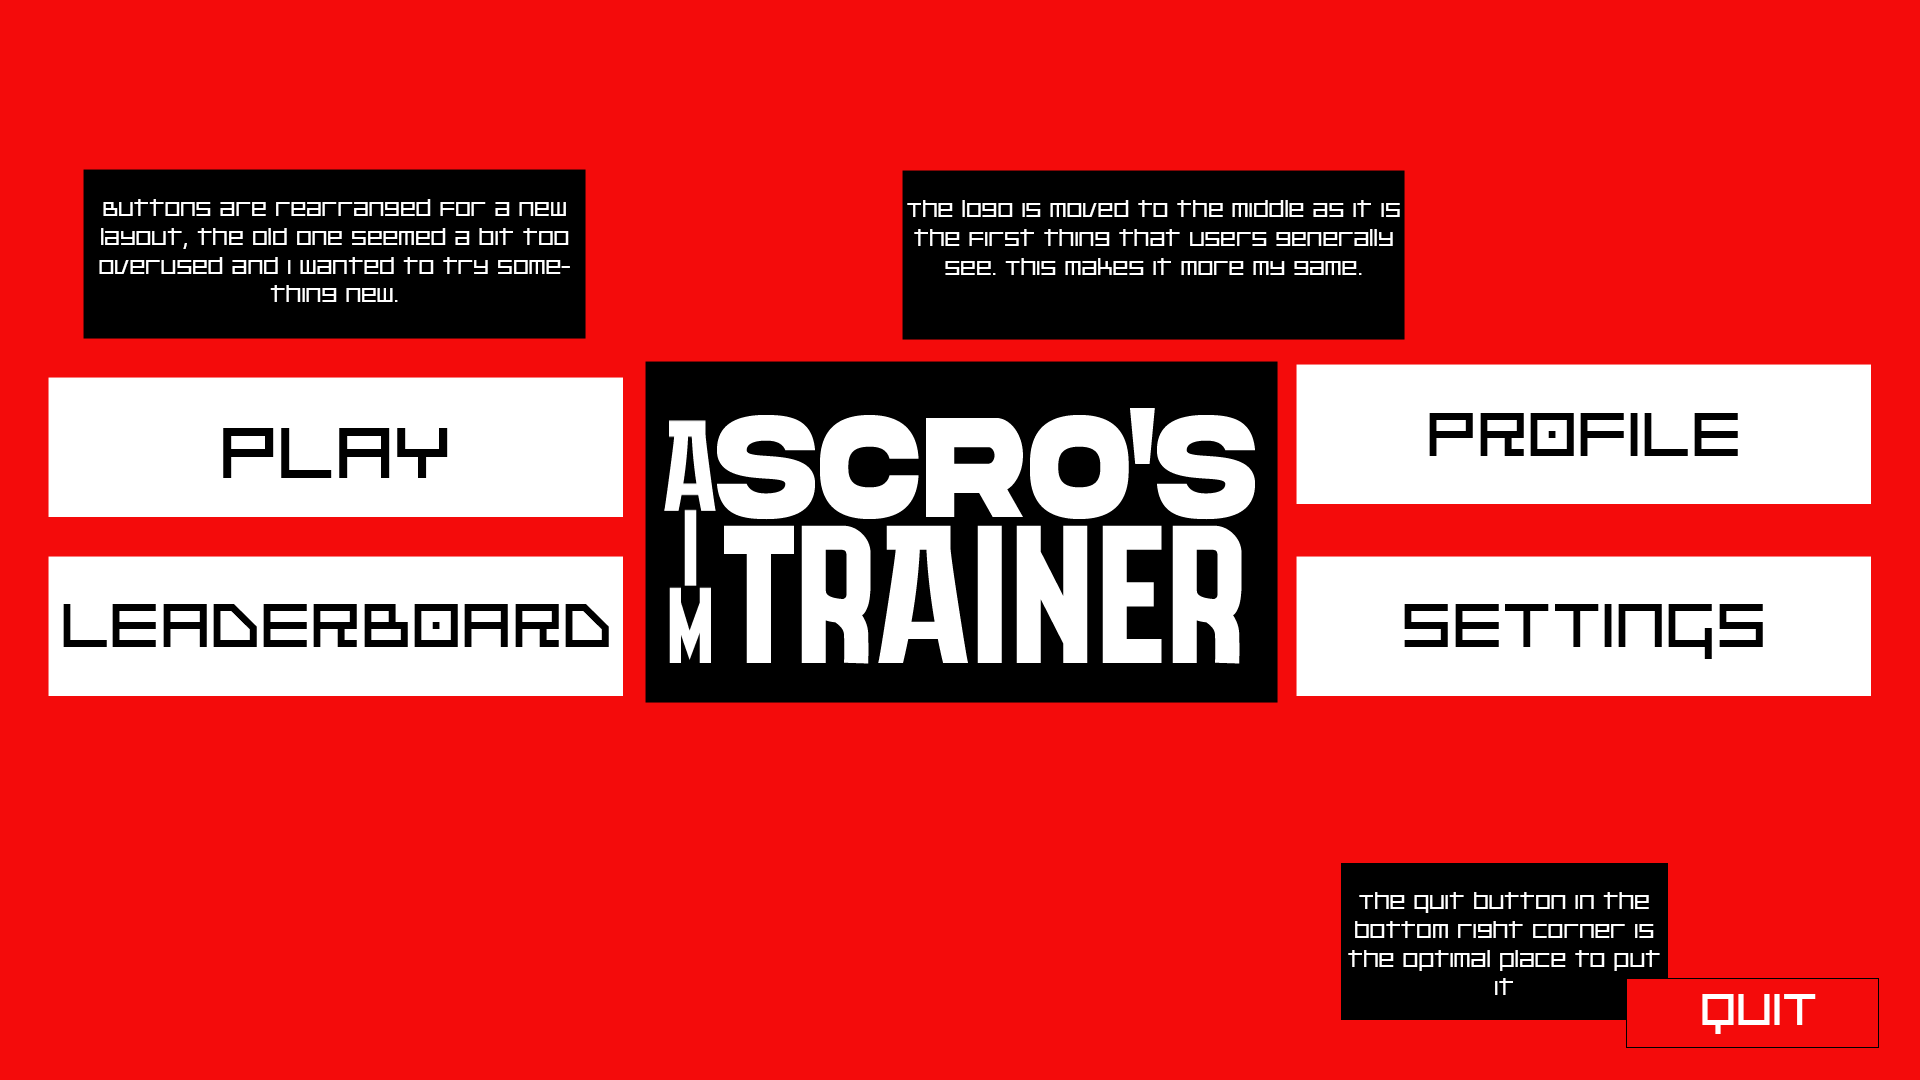 Buttons are rearranged for a new
layout, the old one seemed a bit too
overused and I wanted to try some-
thing new.
The logo is moved to the middle as it is
the first thing that users generally
see. This makes it more my game.
PLAY
LEADERBOARD
SCRO'S
AIM
TRAINER
PROFILE
SETTINGS
The quit button in the
bottom right corner is
the optimal place to put
it
QUIT